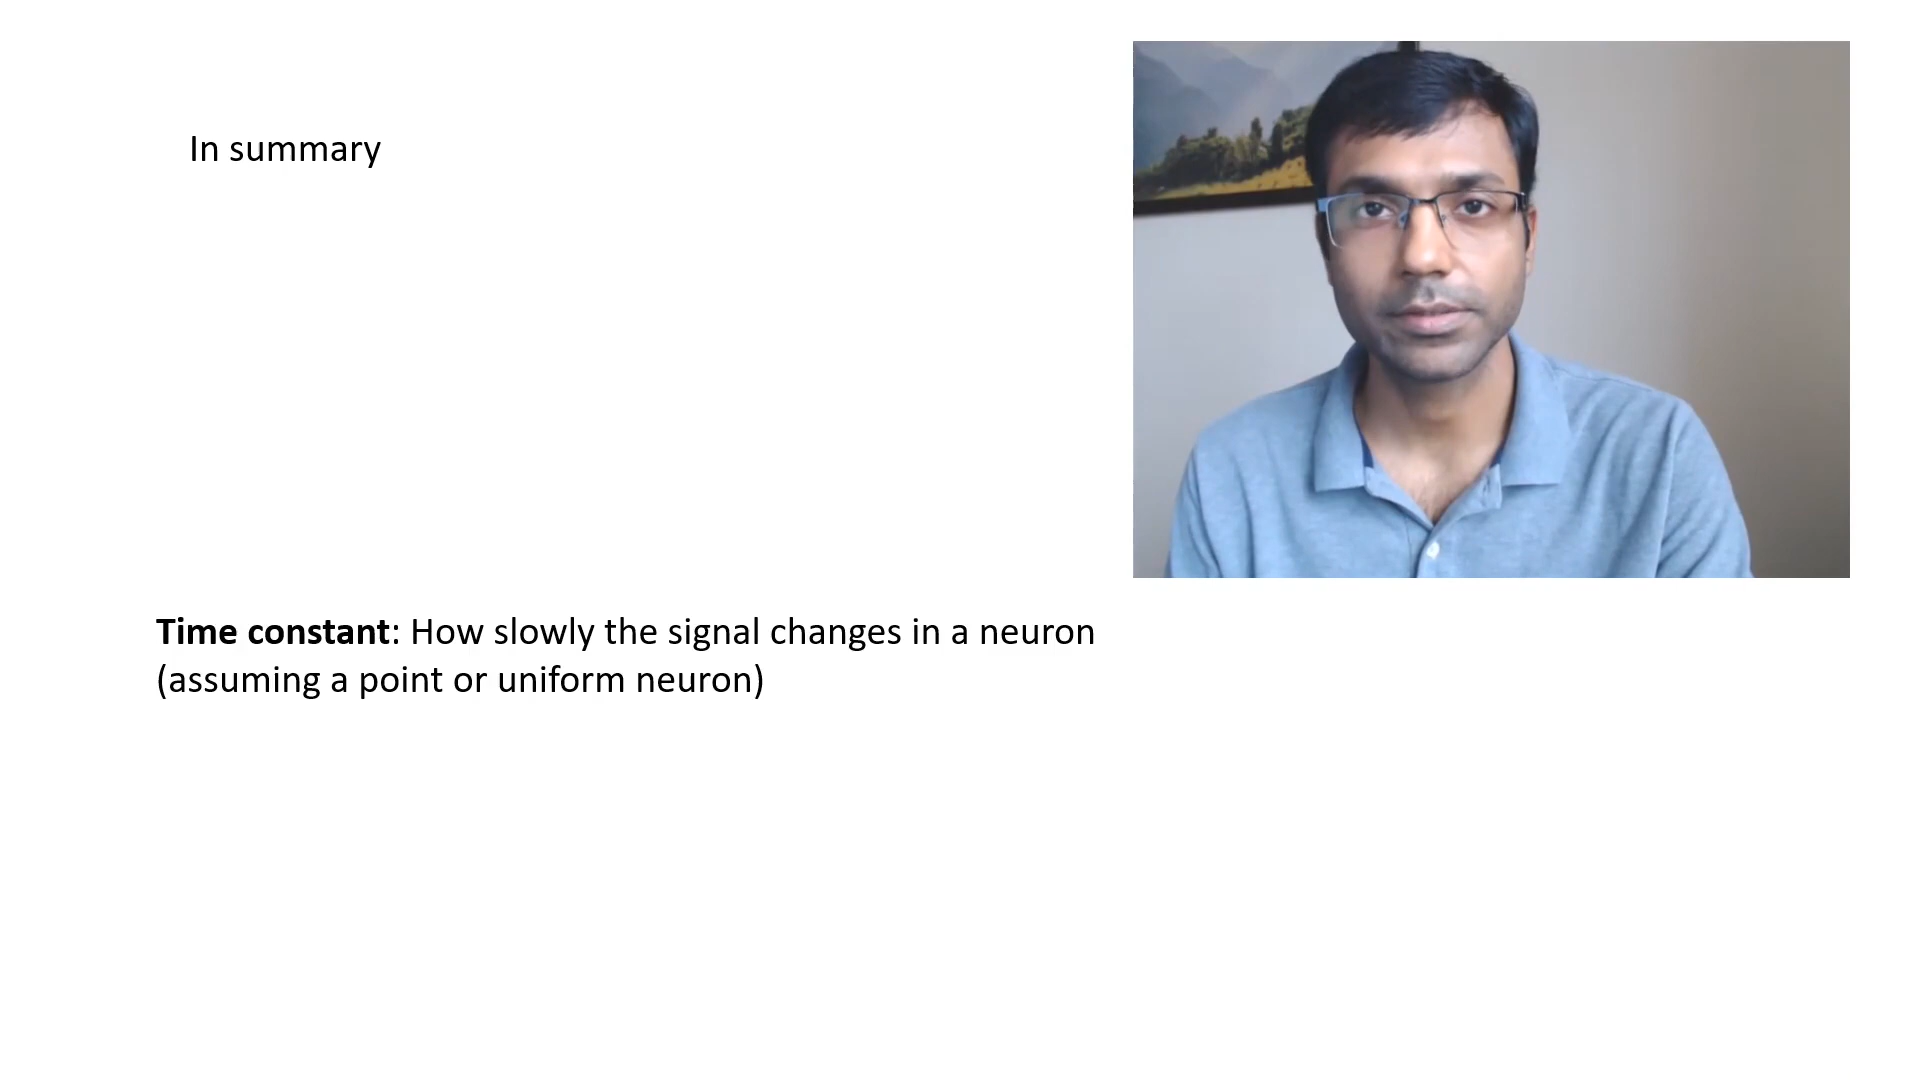 In summary
Time constant: How slowly the signal changes in a neuron
(assuming a point or uniform neuron)